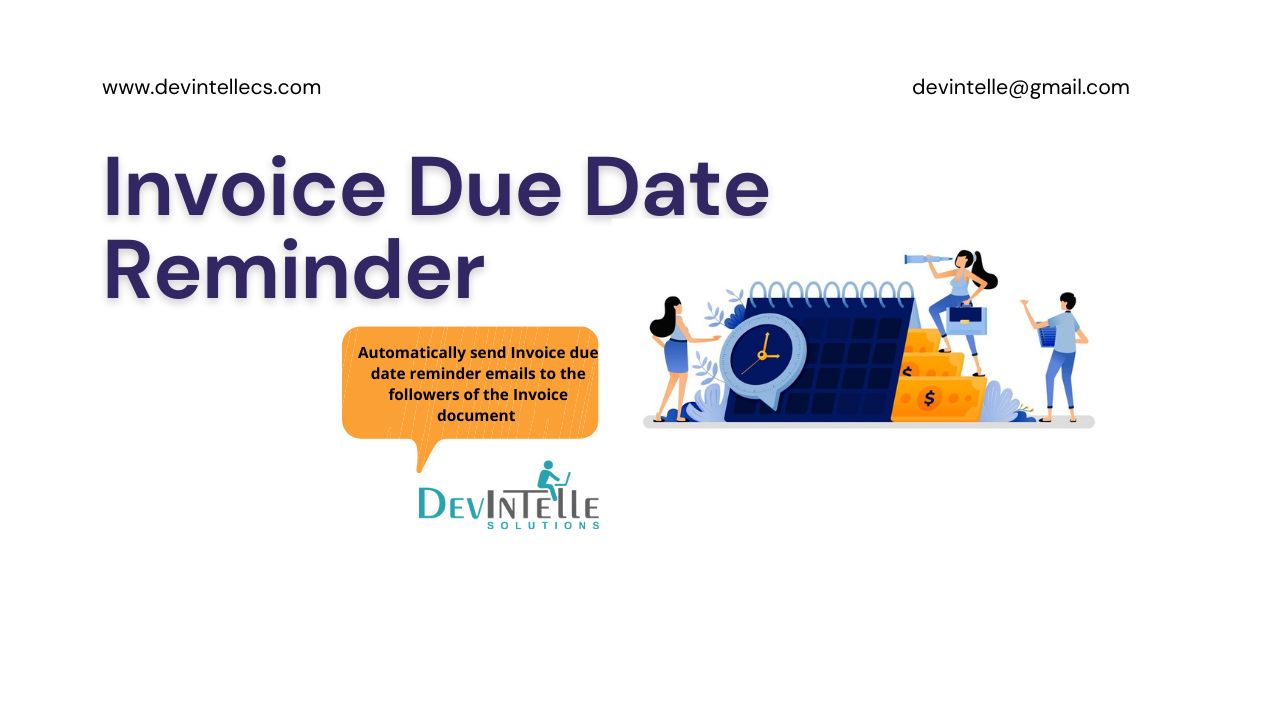 www.devintellecs.com
devintelle@gmail.com
Invoice Due Date
Reminder
Automatically send Invoice due
date reminder emails to the
followers of the Invoice
document
$
$
DEVINTELLE
SOLUTIONS